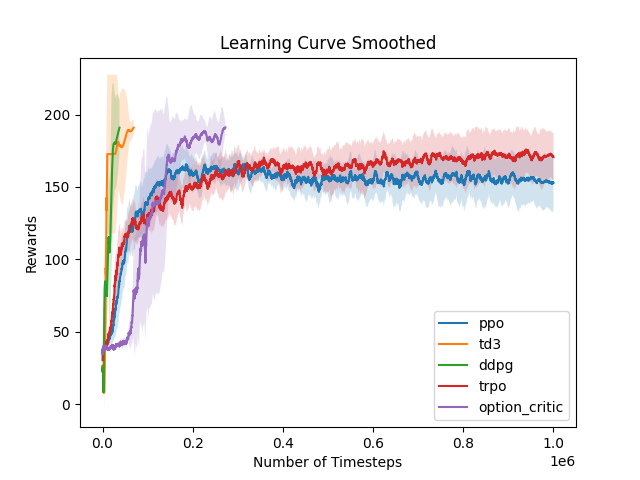 Learning Curve Smoothed
Rewards
200
150
100
50
0
0.0 0.2 0.4 0.6 0.8 1.0
1e6
Number of Timesteps
ppo
td3
ddpg
trpo
option_critic